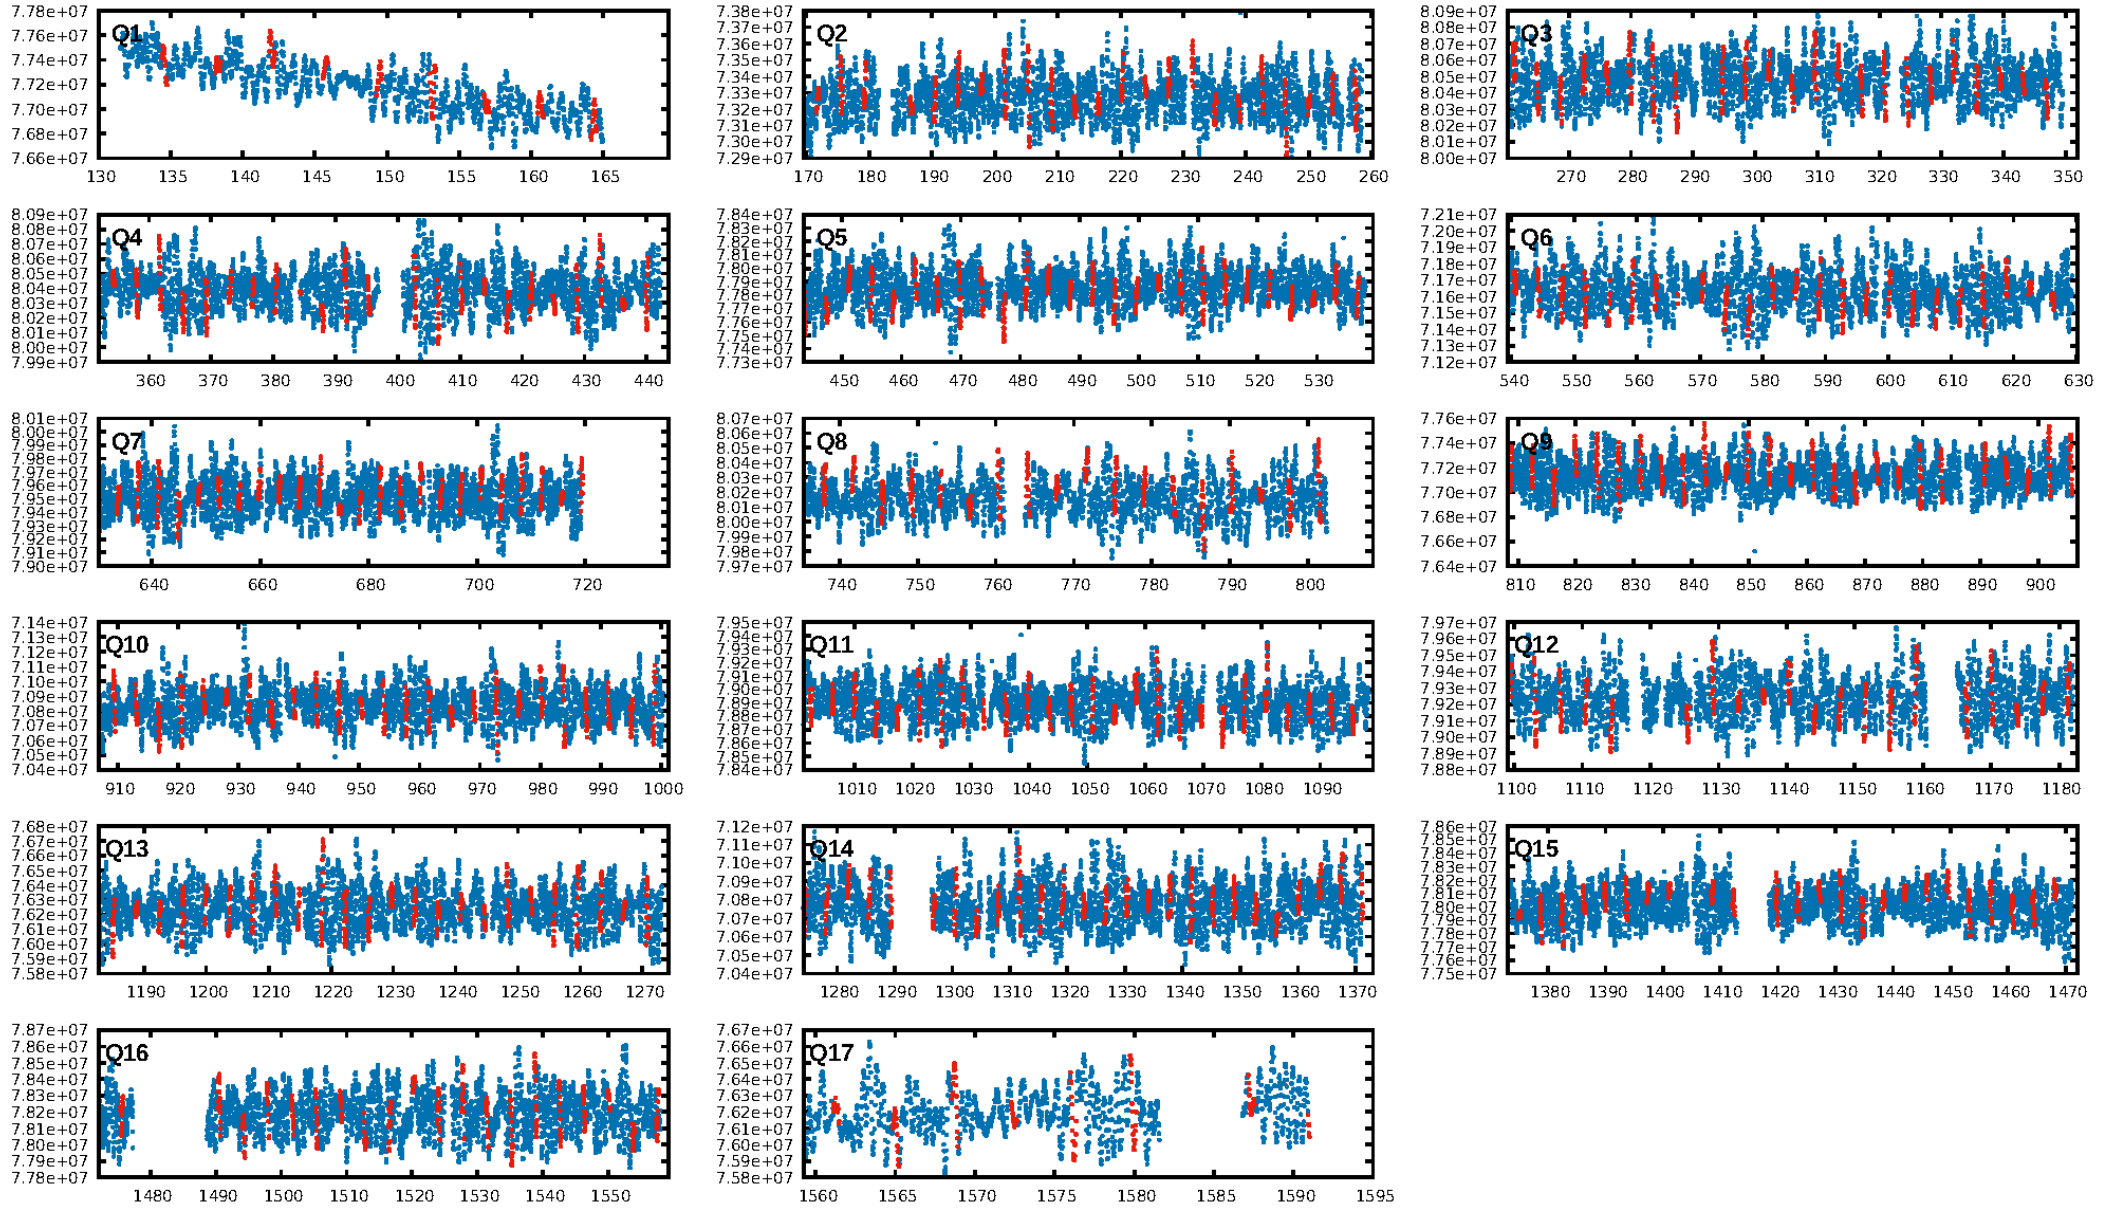 7.78e+07 7.76e+07 7.74e+07 7.72e+07 7.70e+07 7.68e+07 7.66e+07
Q1
130 135 140 145 150 155 160 165
7.38e+07 7.37e+07 7.36e+07 7.35e+07 7.34e+07 7.33e+07 7.32e+07 7.31e+07 7.30e+07 7.29e+07
Q2
170 180 190 200 210 220 230 240 250 260
8.09e+07 8.08e+07 8.07e+07 8.06e+07 8.05e+07 8.04e+07 8.03e+07 8.02e+07 8.01e+07 8.00e+07
Q3
270 280 290 300 310 320 330 340 350
8.09e+07 8.08e+07 8.07e+07 8.06e+07 8.05e+07 8.04e+07 8.03e+07 8.02e+07 8.01e+07 8.00e+07 7.99e+07
Q4
360 370 380 390 400 410 420 430 440
7.84e+07 7.83e+07 7.82e+07 7.81e+07 7.80e+07 7.79e+07 7.78e+07 7.77e+07 7.76e+07 7.75e+07 7.74e+07 7.73e+07
Q5
450 460 470 480 490 500 510 520 530
7.21e+07 7.20e+07 7.19e+07 7.18e+07 7.17e+07 7.16e+07 7.15e+07 7.14e+07 7.13e+07 7.12e+07
Q6
540 550 560 570 580 590 600 610 620 630
8.01e+07 8.00e+07 7.99e+07 7.98e+07 7.97e+07 7.96e+07 7.95e+07 7.94e+07 7.93e+07 7.92e+07 7.91e+07 7.90e+07
Q7
640 660 680 700 720
8.07e+07 8.06e+07 8.05e+07 8.04e+07 8.03e+07 8.02e+07 8.01e+07 8.00e+07 7.99e+07 7.98e+07 7.97e+07
Q8
740 750 760 770 780 790 800
7.76e+07 7.74e+07 7.72e+07 7.70e+07 7.68e+07 7.66e+07 7.64e+07
Q9
810 820 830 840 850 860 870 880 890 900
7.14e+07 7.13e+07 7.12e+07 7.11e+07 7.10e+07 7.09e+07 7.08e+07 7.07e+07 7.06e+07 7.05e+07 7.04e+07
Q10
910 920 930 940 950 960 970 980 990 1000
7.95e+07 7.94e+07 7.93e+07 7.92e+07 7.91e+07 7.90e+07 7.89e+07 7.88e+07 7.87e+07 7.86e+07 7.85e+07 7.84e+07
Q11
1010 1020 1030 1040 1050 1060 1070 1080 1090
7.97e+07 7.96e+07 7.95e+07 7.94e+07 7.93e+07 7.92e+07 7.91e+07 7.90e+07 7.89e+07 7.88e+07
Q12
1100 1110 1120 1130 1140 1150 1160 1170 1180
7.68e+07 7.67e+07 7.66e+07 7.65e+07 7.64e+07 7.63e+07 7.62e+07 7.61e+07 7.60e+07 7.59e+07 7.58e+07
Q13
1190 1200 1210 1220 1230 1240 1250 1260 1270
7.12e+07 7.11e+07 7.10e+07 7.09e+07 7.08e+07 7.07e+07 7.06e+07 7.05e+07 7.04e+07
Q14
1280 1290 1300 1310 1320 1330 1340 1350 1360 1370
7.86e+07 7.85e+07 7.84e+07 7.83e+07 7.82e+07 7.81e+07 7.80e+07 7.79e+07 7.78e+07 7.77e+07 7.76e+07 7.75e+07
Q15
1380 1390 1400 1410 1420 1430 1440 1450 1460 1470
7.87e+07 7.86e+07 7.85e+07 7.84e+07 7.83e+07 7.82e+07 7.81e+07 7.80e+07 7.79e+07 7.78e+07
Q16
1480 1490 1500 1510 1520 1530 1540 1550
7.67e+07 7.66e+07 7.65e+07 7.64e+07 7.63e+07 7.62e+07 7.61e+07 7.60e+07 7.59e+07 7.58e+07
Q17
1560 1565 1570 1575 1580 1585 1590 1595